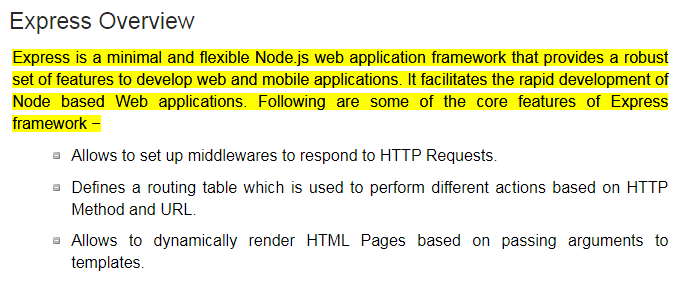 Express Overview
Express is a minimal and flexible Node.js web application framework that provides a robust
set of features to develop web and mobile applications. It facilitates the rapid development of
Node based Web applications. Following are some of the core features of Express
framework −
Allows to set up middlewares to respond to HTTP Requests.
Defines a routing table which is used to perform different actions based on HTTP
Method and URL.
Allows to dynamically render HTML Pages based on passing arguments to
templates.